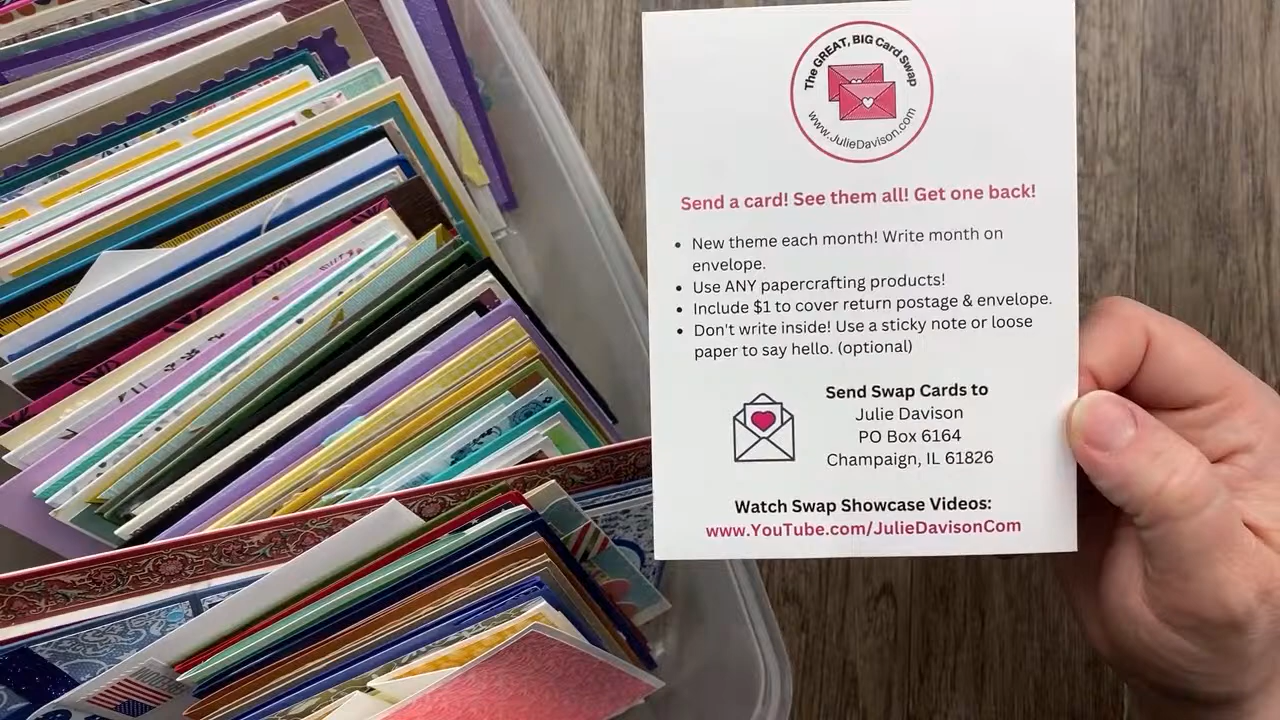 The GREAT, BIG Card Swap
www.JulieDavison.com
Send a card! See them all! Get one back!
• New theme each month! Write month on
envelope.
• Use ANY papercrafting products!
• Include $1 to cover return postage & envelope.
• Don't write inside! Use a sticky note or loose
paper to say hello. (optional)
Send Swap Cards to
Julie Davison
PO Box 6164
Champaign, IL 61826
Watch Swap Showcase Videos:
www.YouTube.com/JulieDavisonCom